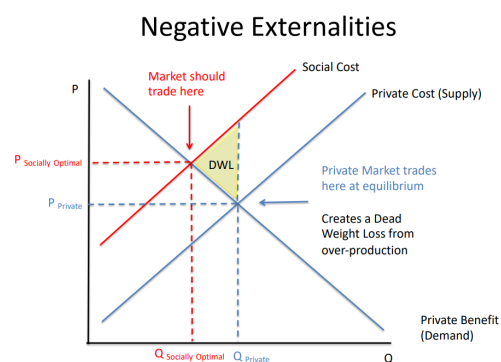 Negative Externalities
Social Cost
Market should
trade here
P
Private Cost (Supply)
P Socially Optimal
DWL
Private Market trades
here at equilibrium
P Private
Creates a Dead
Weight Loss from
over-production
Private Benefit
(Demand)
Q Socially Optimal
Q Private
Q